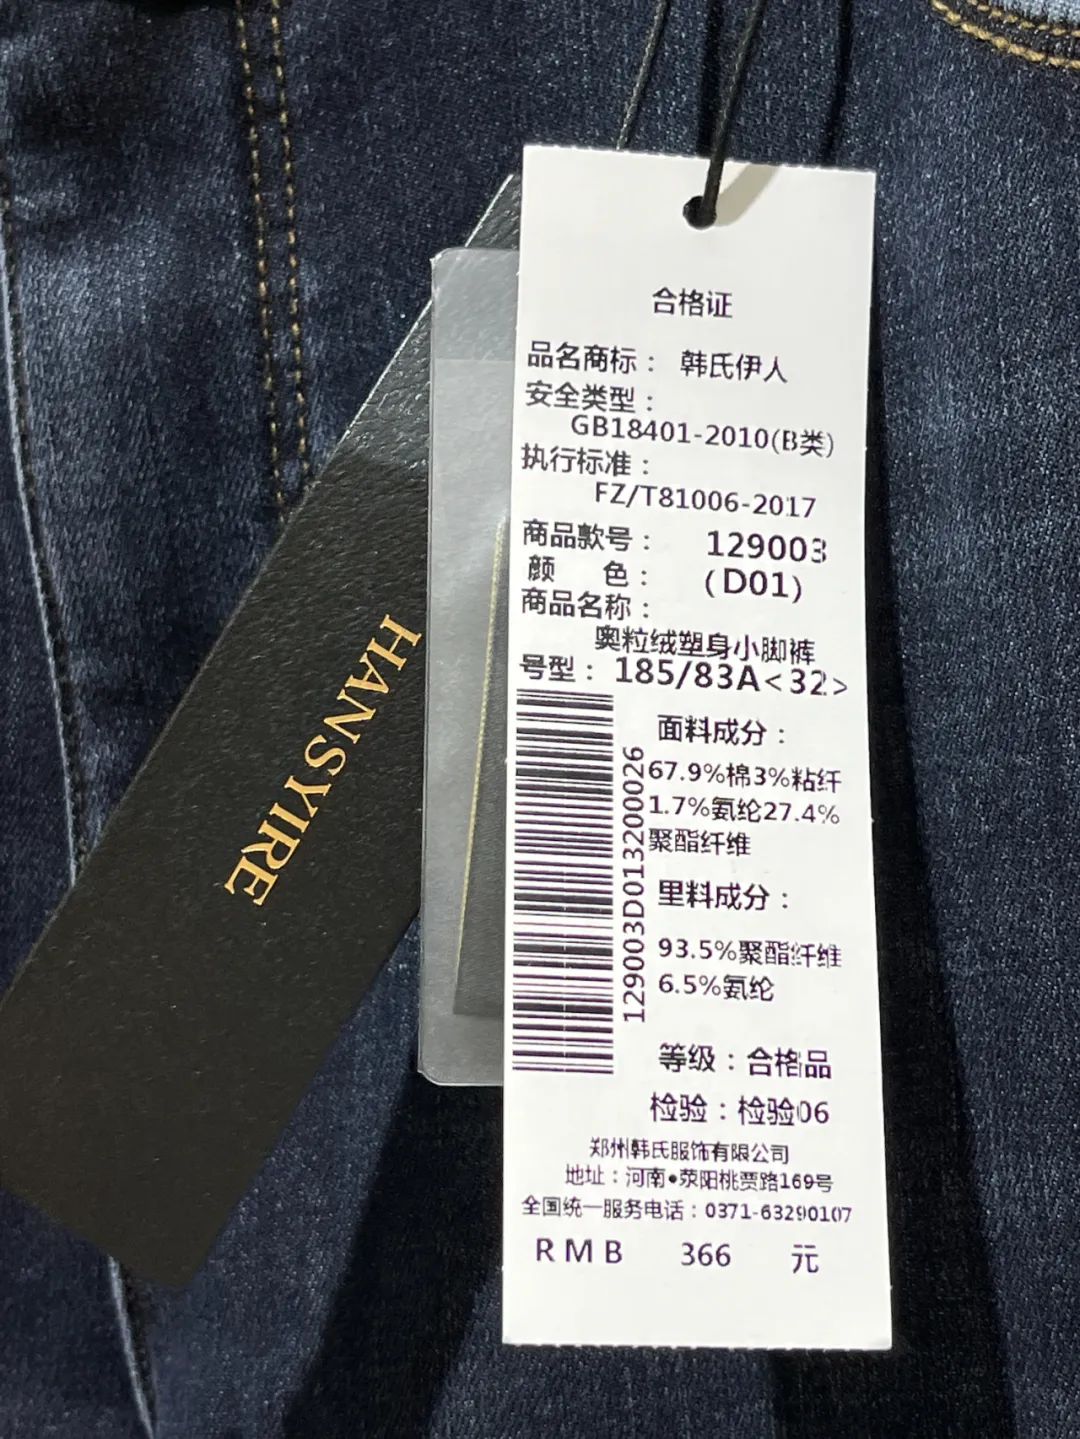 合格证
品名商标：韩氏伊人
安全类型：
GB18401-2010(B类)
执行标准：
FZ/T81006-2017
商品款号：129003
颜 色：（D01）
商品名称：
奥粒绒塑身小脚裤
号型：185/83A<32>
面料成分：
67.9%棉3%粘纤
1.7%氨纶27.4%
聚酯纤维
里料成分：
93.5%聚酯纤维
6.5%氨纶
129003D013200026
等级：合格品
检验：检验06
郑州韩氏服饰有限公司
地址：河南•荥阳桃贾路169号
全国统一服务电话：0371-63290107
RMB 366 元
HANSYIRE